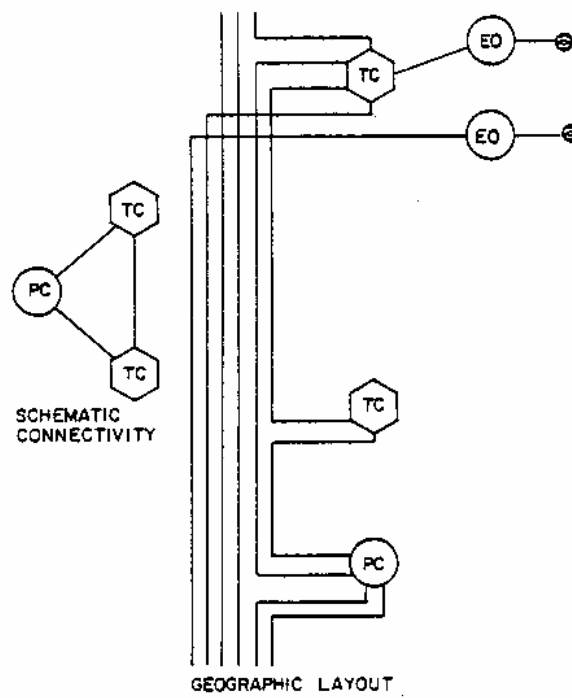 EO
TC
EO
TC
PC
TC
SCHEMATIC
CONNECTIVITY
TC
PC
GEOGRAPHIC LAYOUT